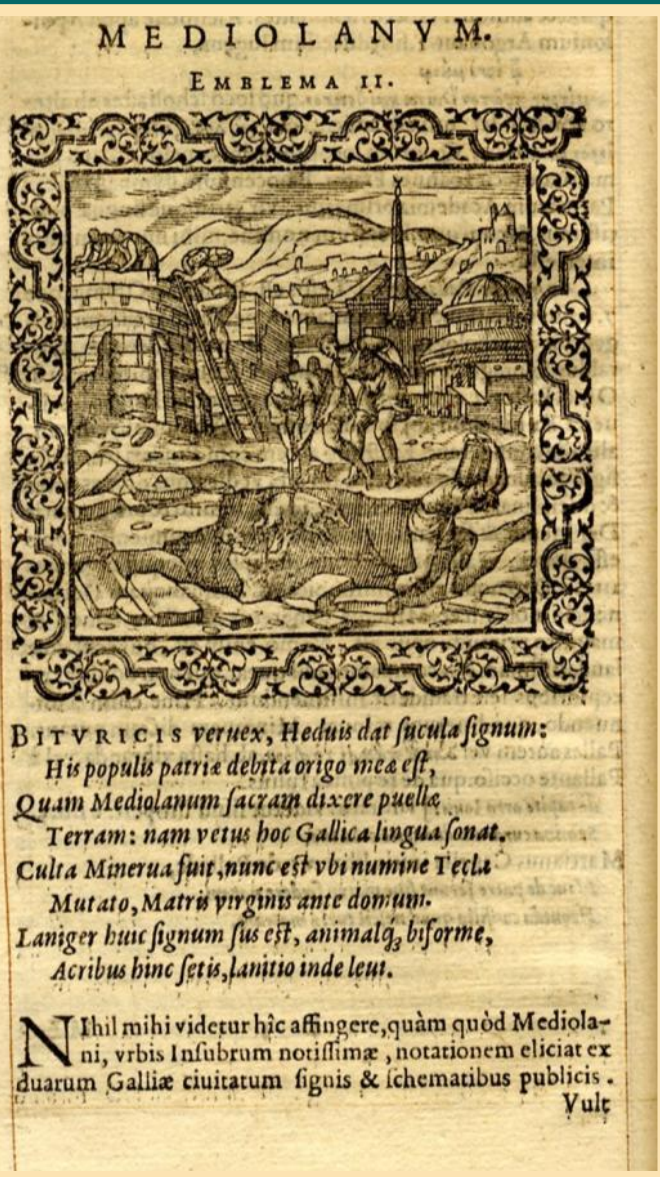 MEDIOLANVM.
EMBLEMA II.
A
BITVRICIS veruex, Heduis dat ſucula ſignum:
His populis patriæ debita origo meæ eſt,
Quam Mediolanum ſacram dixere puellæ
Terram: nam vetus hoc Gallica lingua ſonat.
Culta Minerua fuit, nunc eſt vbi numine Tecla
Mutato, Matris virginis ante domum.
Laniger huic ſignum ſus eſt, animalq́; biforme,
Acribus hinc ſetis, lanitio inde leui.
NIhil mihi videtur hîc affingere, quàm quòd Mediola-
ni, vrbis Inſubrum notiſſimæ, notationem eliciat ex
duarum Galliæ ciuitatum ſignis & ſchematibus publicis.
Vult